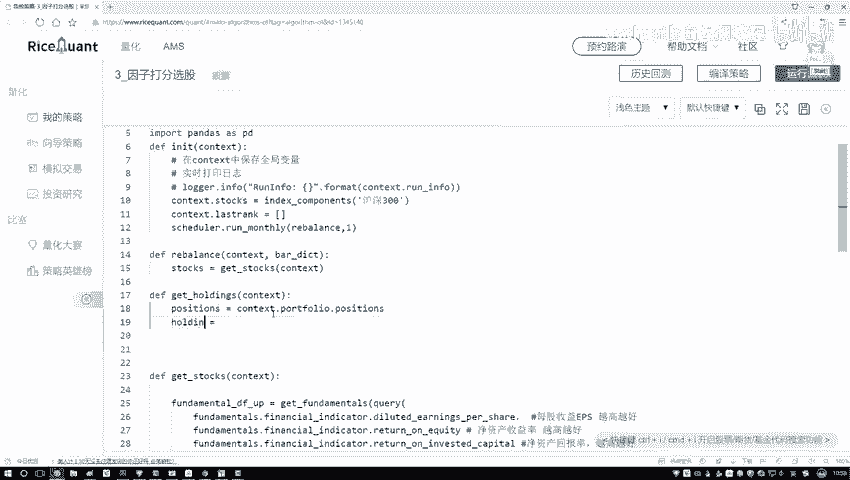 RiceQuant 量化 AMS
预约路演 帮助文档 社区
3_因子打分选股
历史回测 编译策略
浅色主题 默认快捷键
量化
我的策略
向导策略
模拟交易
投资研究
比赛
量化大赛
策略英雄榜
5 import pandas as pd
6 def init(context):
7 # 在context中保存全局变量
8 # 实时打印日志
9 # logger.info("RunInfo: {}".format(context.run_info))
10 context.stocks = index_components('沪深300')
11 context.lastrank = []
12 scheduler.run_monthly(rebalance,1)
13
14 def rebalance(context, bar_dict):
15 stocks = get_stocks(context)
16
17 def get_holdings(context):
18 positions = context.portfolio.positions
19 holdin =
20
21
22
23 def get_stocks(context):
24
25 fundamental_df_up = get_fundamentals(query(
26 fundamentals.financial_indicator.diluted_earnings_per_share, #每股收益EPS 越高越好
27 fundamentals.financial_indicator.return_on_equity # 净资产收益率 越高越好
28 fundamentals.financial_indicator.return_on_invested_capital #净资产回报率，越高越好